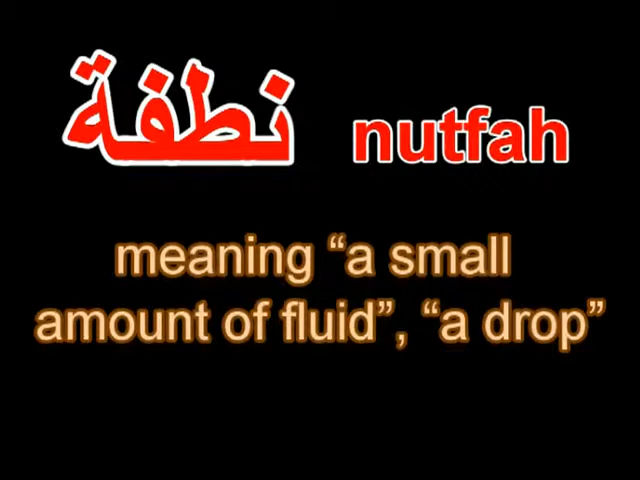 نطفة nutfah
meaning “a small
amount of fluid”, “a drop”